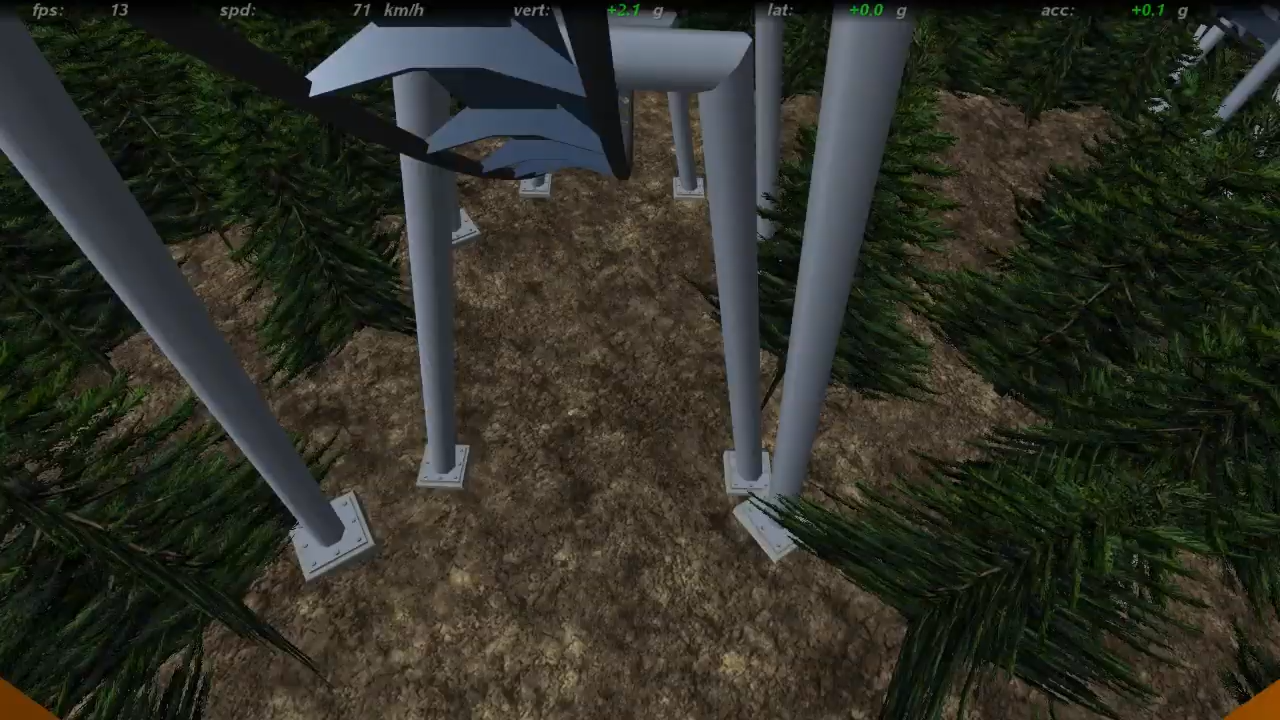 fps: 13 spd: 71 km/h vert: +2.1 g lat: +0.0 g acc: +0.1 g